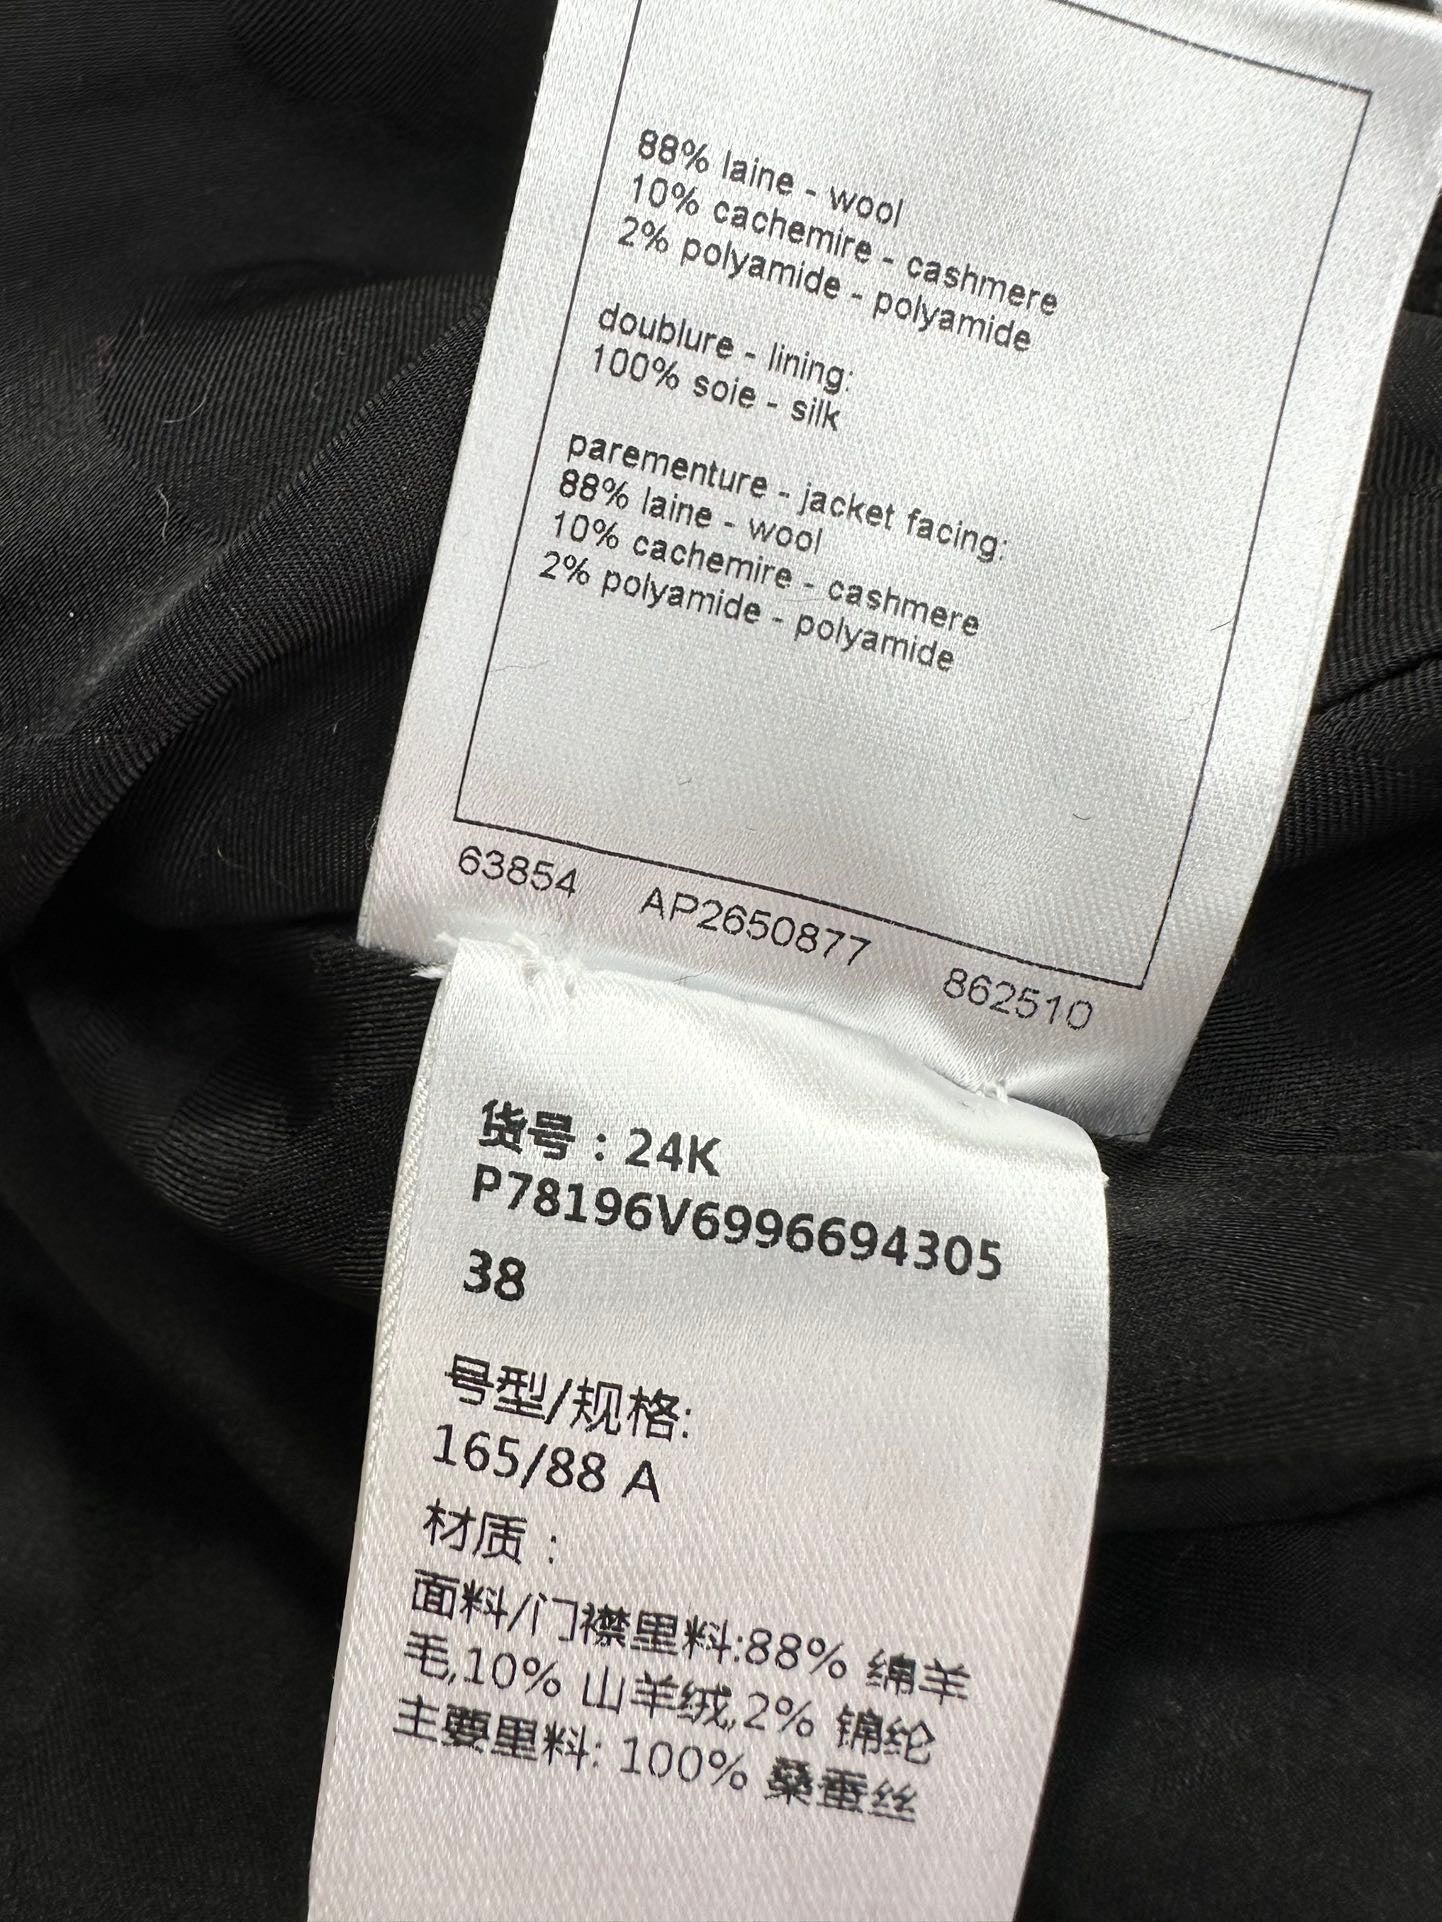 88% laine - wool
10% cachemire - cashmere
2% polyamide - polyamide
doublure - lining:
100% soie - silk
parementure - jacket facing:
88% laine - wool
10% cachemire - cashmere
2% polyamide - polyamide
63854 AP2650877 862510
货号：24K
P78196V6996694305
38
号型/规格:
165/88 A
材质：
面料/门襟里料:88% 绵羊
毛,10% 山羊绒,2% 锦纶
主要里料: 100% 桑蚕丝